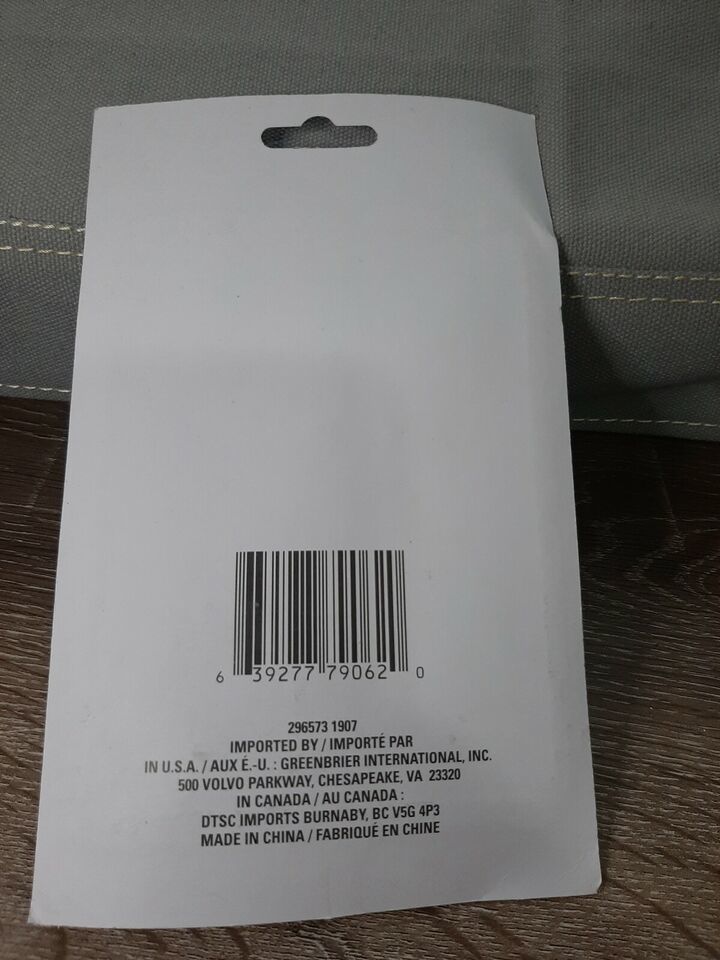 6 39277 79062 0
296573 1907
IMPORTED BY / IMPORTÉ PAR
IN U.S.A. / AUX É.-U. : GREENBRIER INTERNATIONAL, INC.
500 VOLVO PARKWAY, CHESAPEAKE, VA 23320
IN CANADA / AU CANADA :
DTSC IMPORTS BURNABY, BC V5G 4P3
MADE IN CHINA / FABRIQUÉ EN CHINE